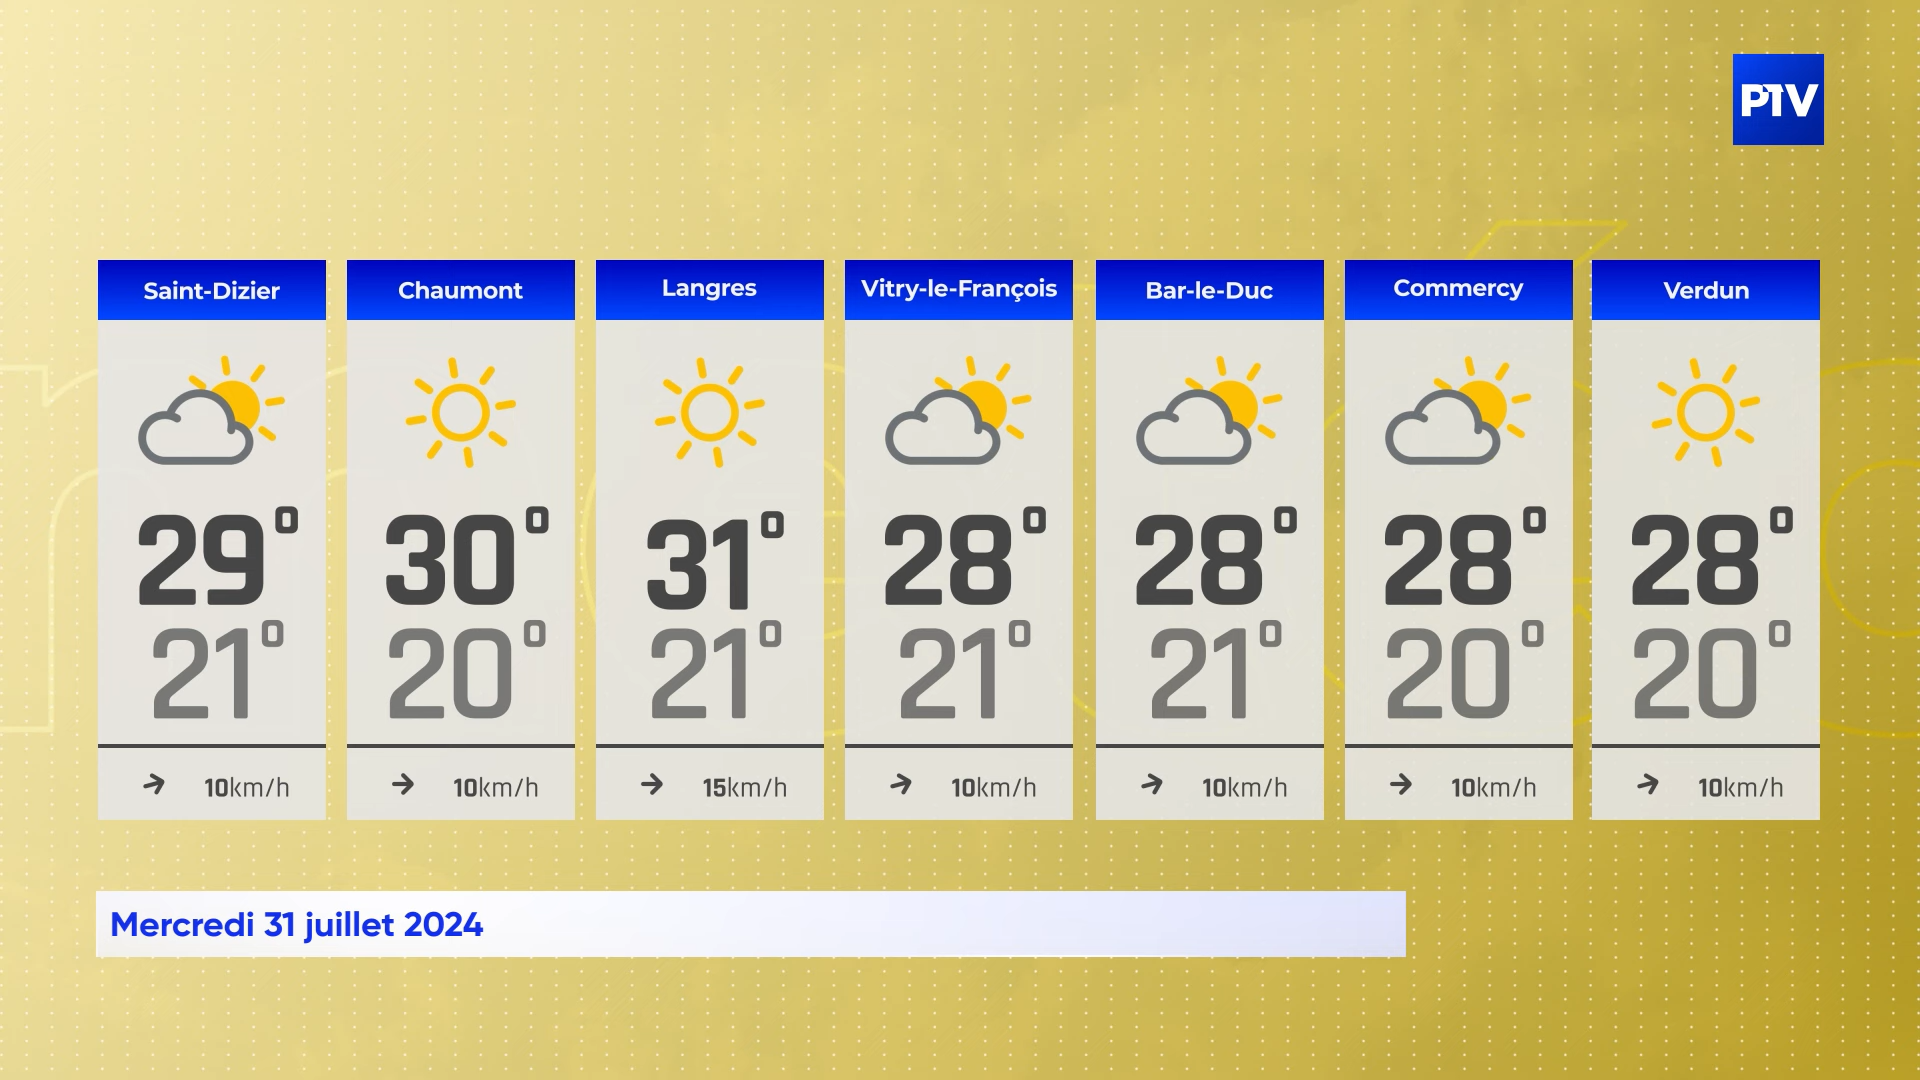 PTV
Saint-Dizier
29°
21°
10km/h
Chaumont
30°
20°
10km/h
Langres
31°
21°
15km/h
Vitry-le-François
28°
21°
10km/h
Bar-le-Duc
28°
21°
10km/h
Commercy
28°
20°
10km/h
Verdun
28°
20°
10km/h
Mercredi 31 juillet 2024